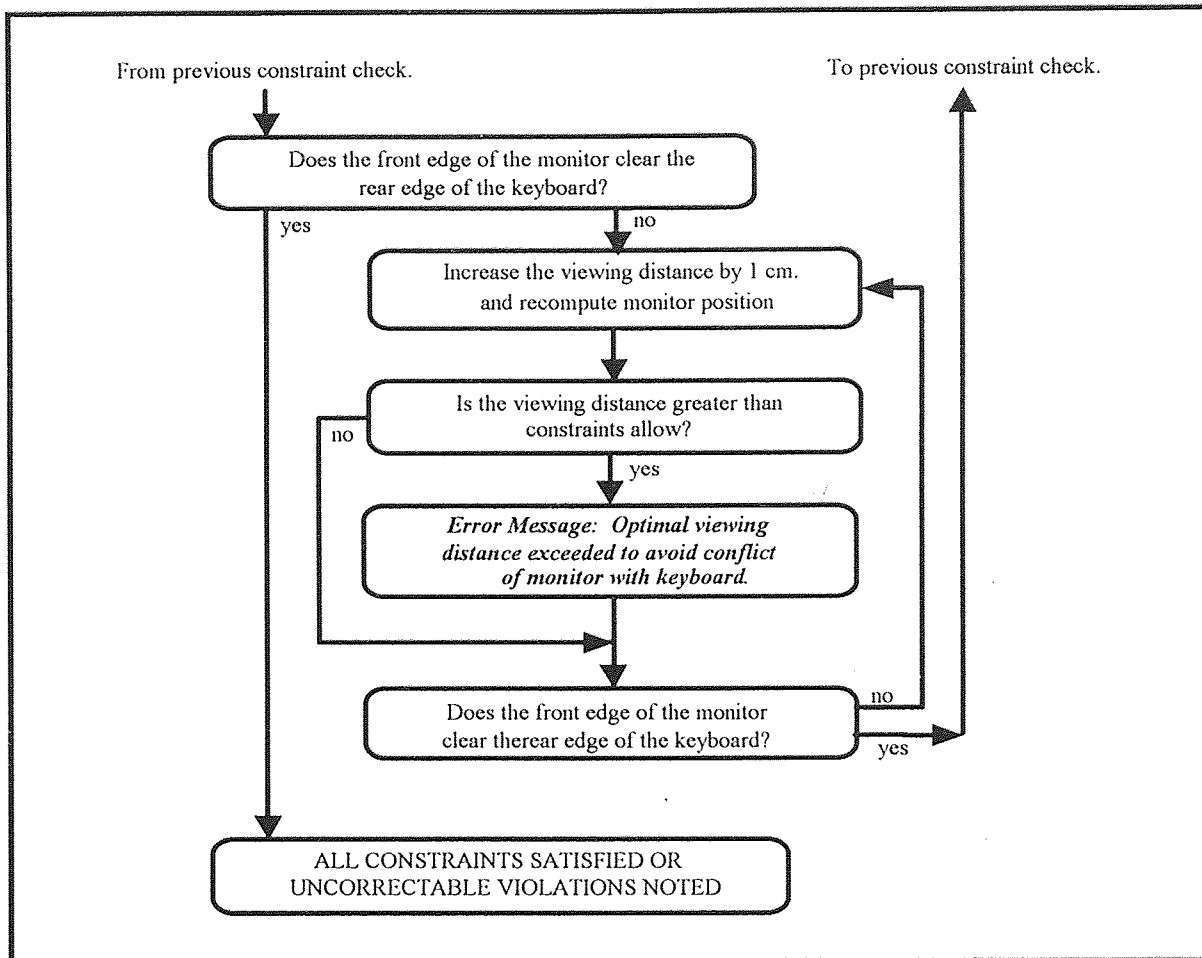 From previous constraint check.
To previous constraint check.
Does the front edge of the monitor clear the
rear edge of the keyboard?
yes
no
Increase the viewing distance by 1 cm.
and recompute monitor position
Is the viewing distance greater than
constraints allow?
no
yes
Error Message: Optimal viewing
distance exceeded to avoid conflict
of monitor with keyboard.
Does the front edge of the monitor
clear therear edge of the keyboard?
no
yes
ALL CONSTRAINTS SATISFIED OR
UNCORRECTABLE VIOLATIONS NOTED